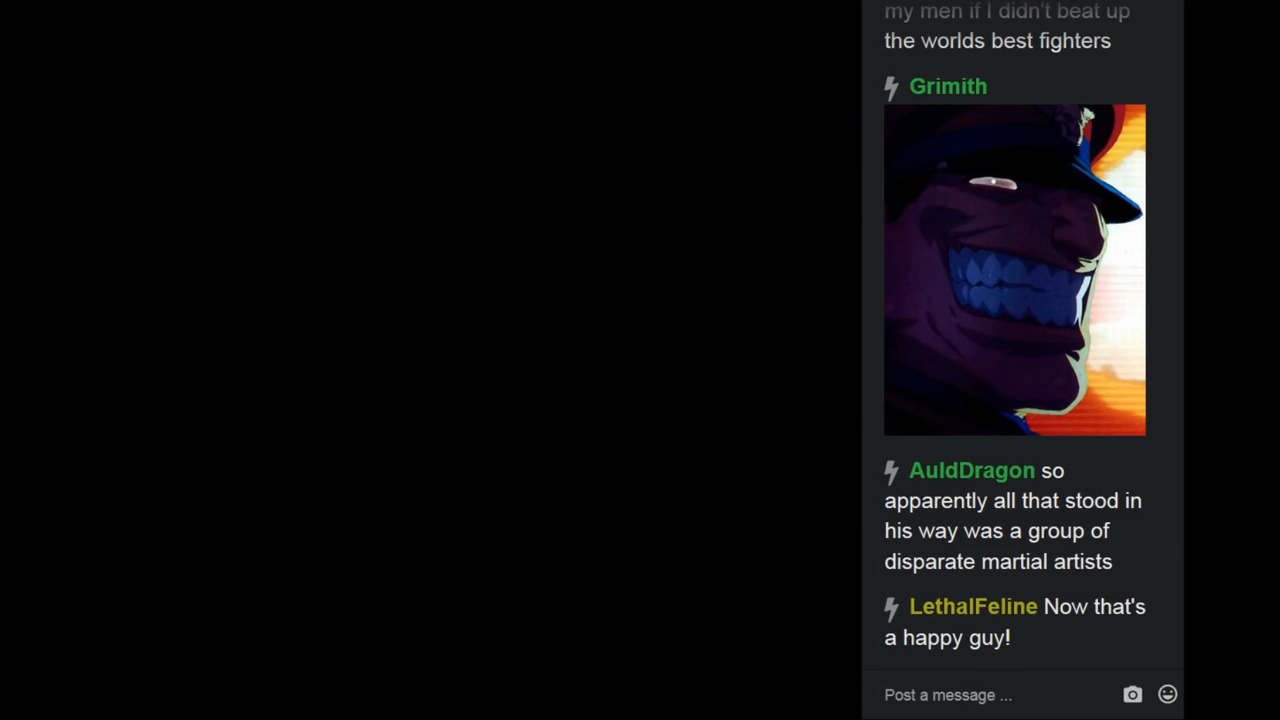 my men if I didn't beat up
the worlds best fighters
Grimith
AuldDragon so
apparently all that stood in
his way was a group of
disparate martial artists
LethalFeline Now that's
a happy guy!
Post a message ...